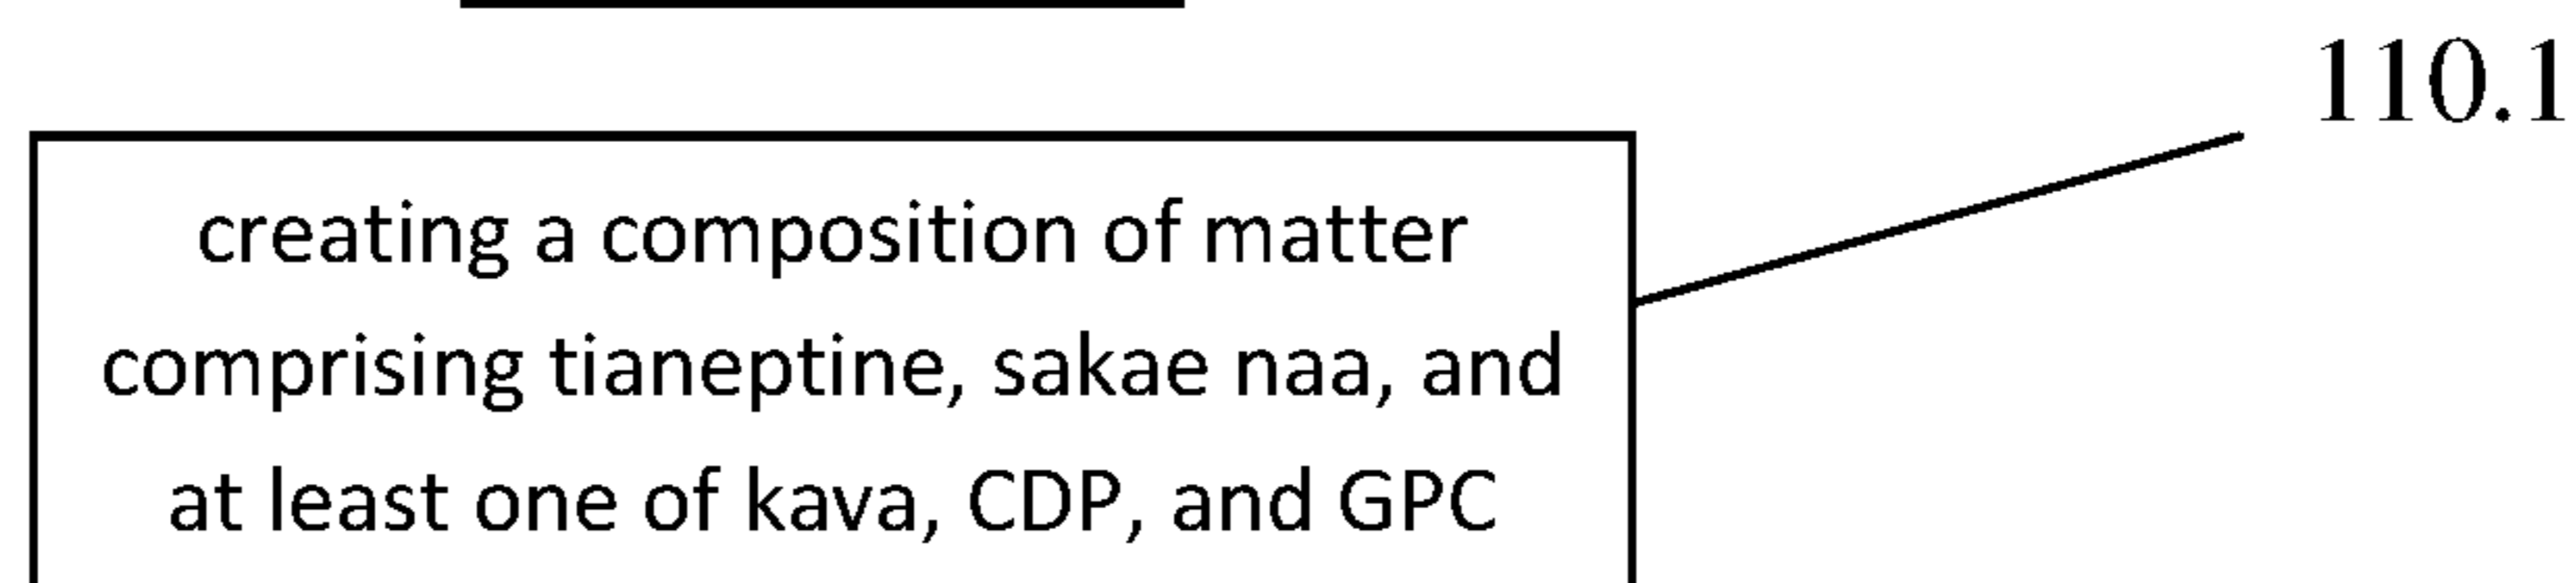 110.1
creating a composition of matter
comprising tianeptine, sakae naa, and
at least one of kava, CDP, and GPC